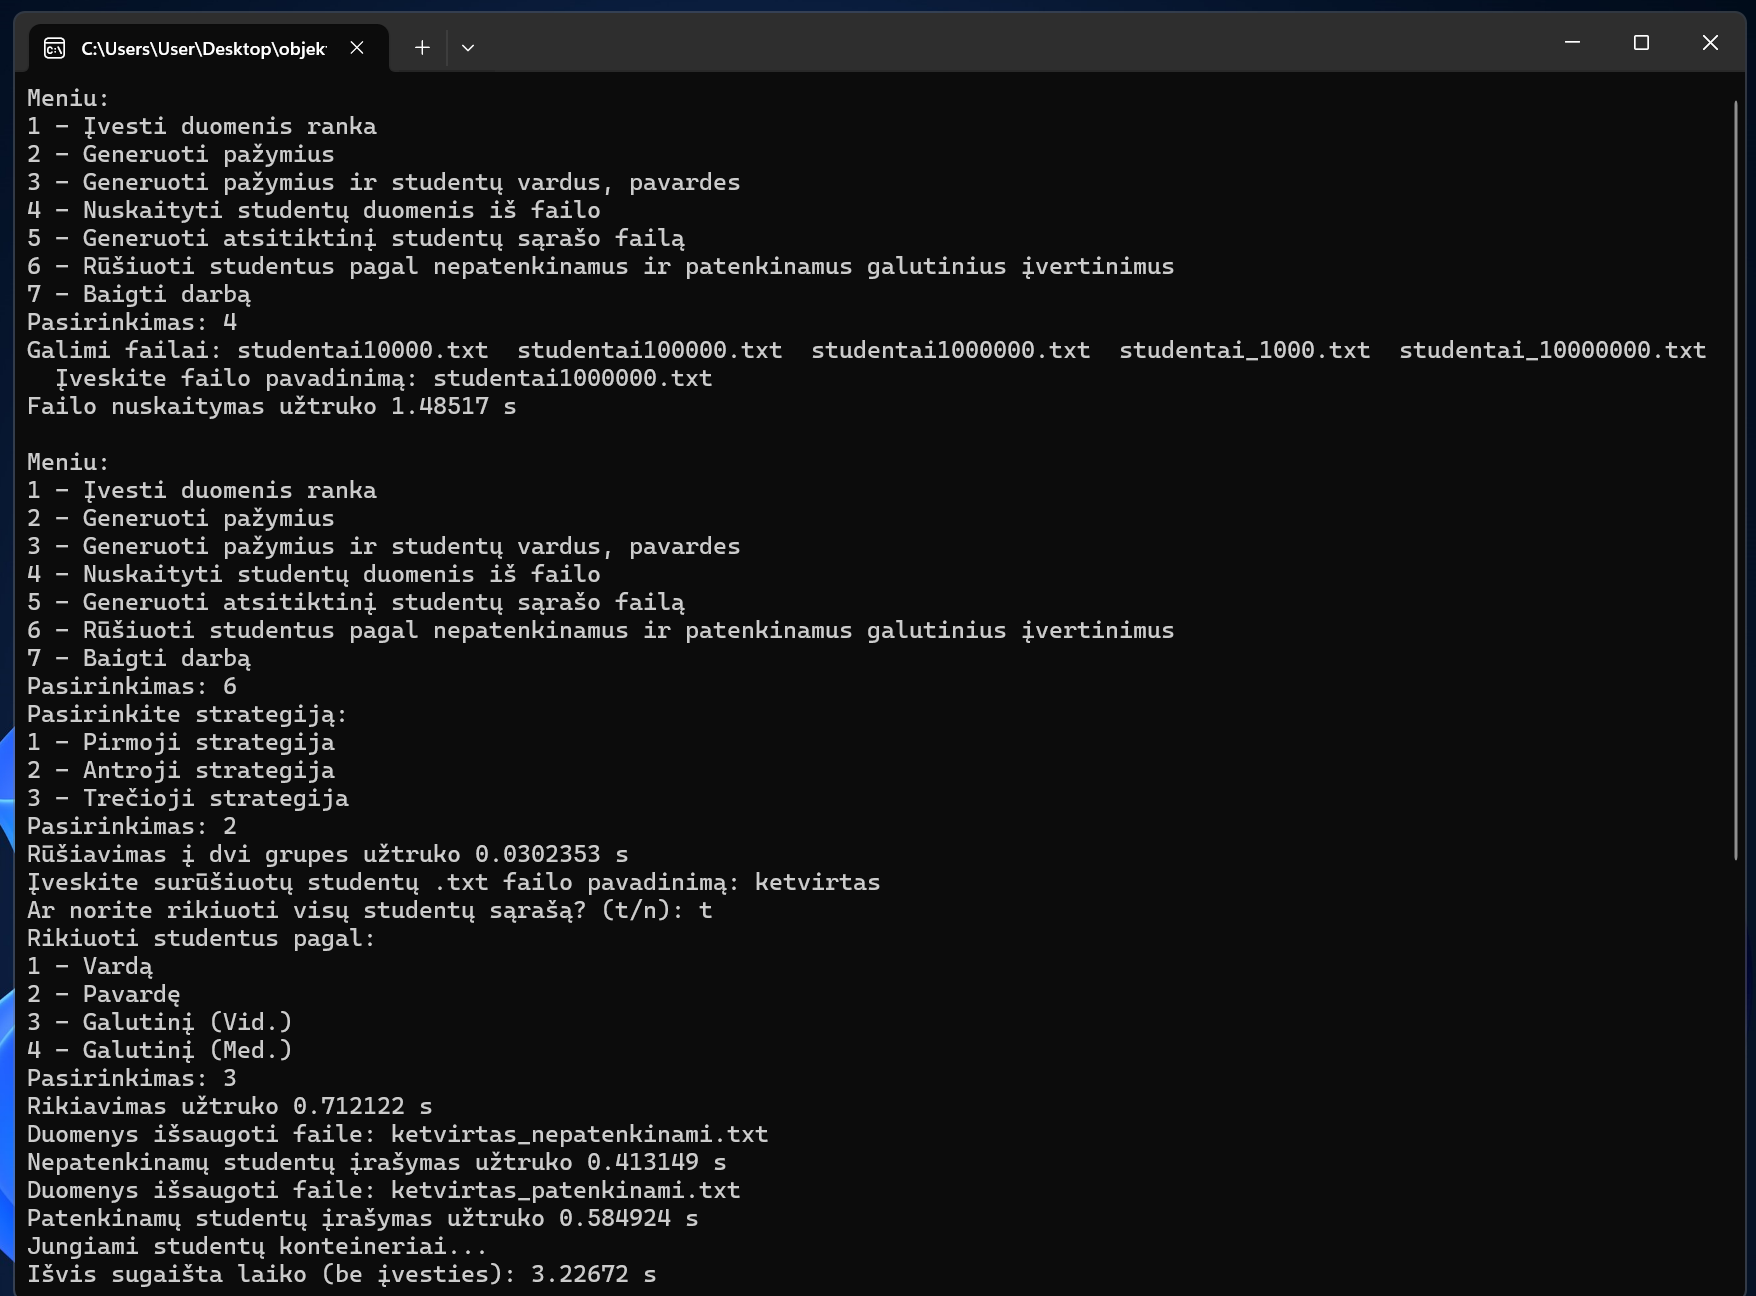 C:\Users\User\Desktop\objek
Meniu:
1 - Įvesti duomenis ranka
2 - Generuoti pažymius
3 - Generuoti pažymius ir studentų vardus, pavardes
4 - Nuskaityti studentų duomenis iš failo
5 - Generuoti atsitiktinį studentų sąrašo failą
6 - Rūšiuoti studentus pagal nepatenkinamus ir patenkinamus galutinius įvertinimus
7 - Baigti darbą
Pasirinkimas: 4
Galimi failai: studentai10000.txt  studentai100000.txt  studentai1000000.txt  studentai_1000.txt  studentai_10000000.txt
Įveskite failo pavadinimą: studentai1000000.txt
Failo nuskaitymas užtruko 1.48517 s
Meniu:
1 - Įvesti duomenis ranka
2 - Generuoti pažymius
3 - Generuoti pažymius ir studentų vardus, pavardes
4 - Nuskaityti studentų duomenis iš failo
5 - Generuoti atsitiktinį studentų sąrašo failą
6 - Rūšiuoti studentus pagal nepatenkinamus ir patenkinamus galutinius įvertinimus
7 - Baigti darbą
Pasirinkimas: 6
Pasirinkite strategiją:
1 - Pirmoji strategija
2 - Antroji strategija
3 - Trečioji strategija
Pasirinkimas: 2
Rūšiavimas į dvi grupes užtruko 0.0302353 s
Įveskite surūšiuotų studentų .txt failo pavadinimą: ketvirtas
Ar norite rikiuoti visų studentų sąrašą? (t/n): t
Rikiuoti studentus pagal:
1 - Vardą
2 - Pavardę
3 - Galutinį (Vid.)
4 - Galutinį (Med.)
Pasirinkimas: 3
Rikiavimas užtruko 0.712122 s
Duomenys išsaugoti faile: ketvirtas_nepatenkinami.txt
Nepatenkinamų studentų įrašymas užtruko 0.413149 s
Duomenys išsaugoti faile: ketvirtas_patenkinami.txt
Patenkinamų studentų įrašymas užtruko 0.584924 s
Jungiami studentų konteineriai...
Išvis sugaišta laiko (be įvesties): 3.22672 s